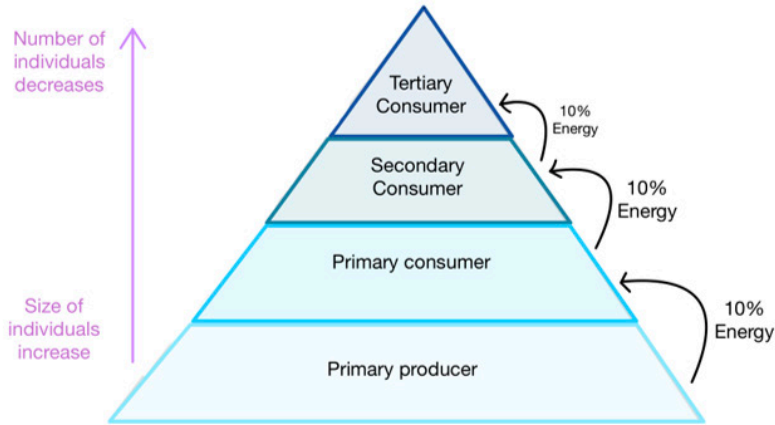 Number of
individuals
decreases
Size of
individuals
increase
Tertiary
Consumer
Secondary
Consumer
Primary consumer
Primary producer
10%
Energy
10%
Energy
10%
Energy